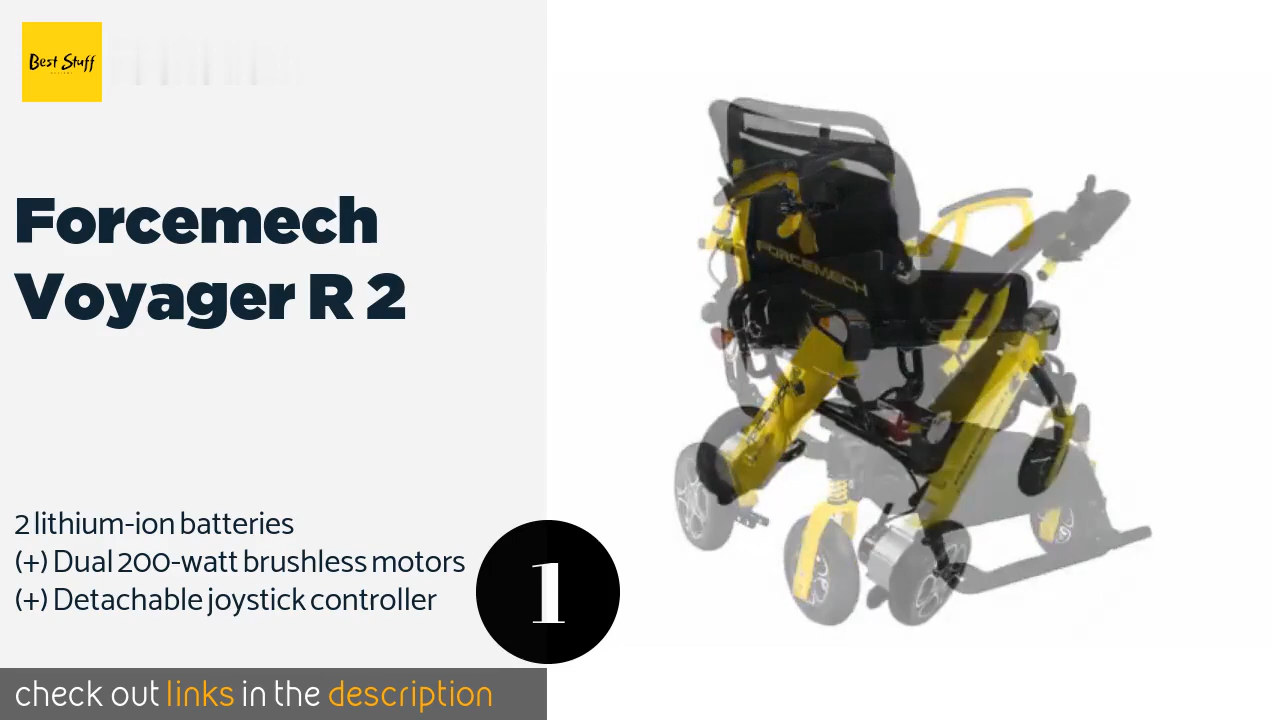 Best Stuff
Forcemech
Voyager R 2
FORCEMECH
2 lithium-ion batteries
(+) Dual 200-watt brushless motors
(+) Detachable joystick controller
1
check out links in the description